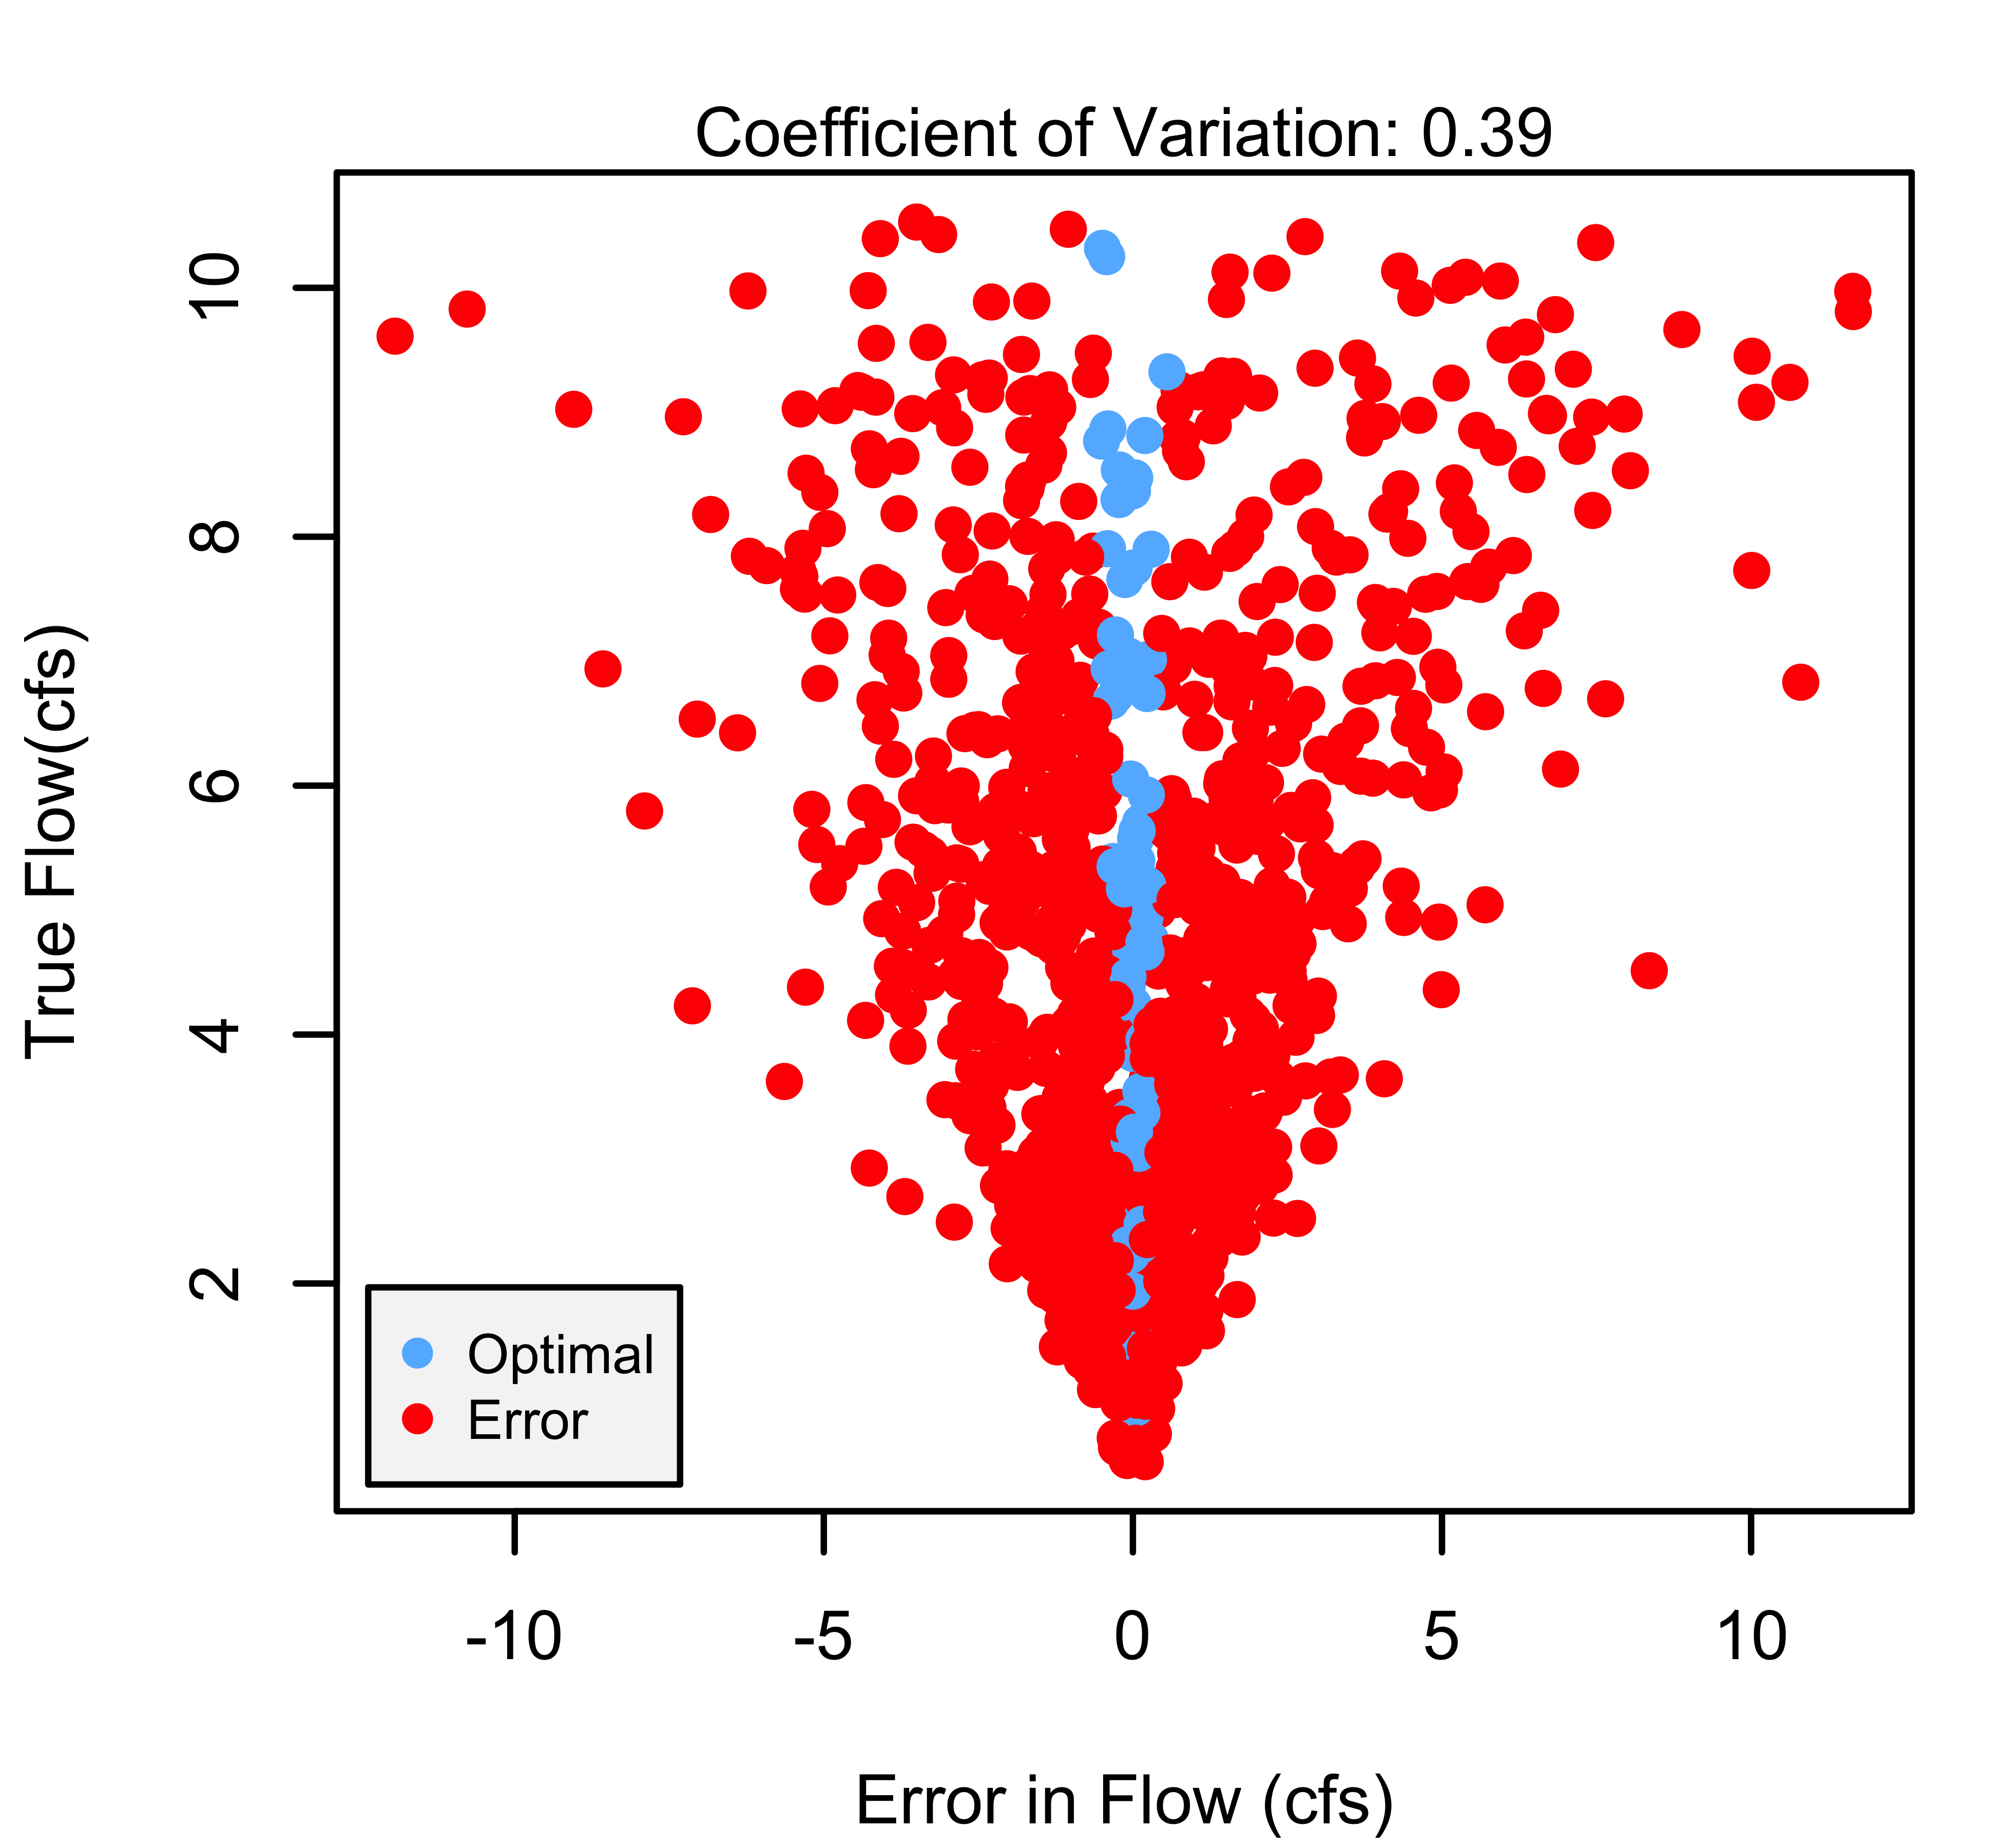 Coefficient of Variation: 0.39
True Flow (cfs)
10
8
6
4
2
Optimal
Error
-10 -5 0 5 10
Error in Flow (cfs)